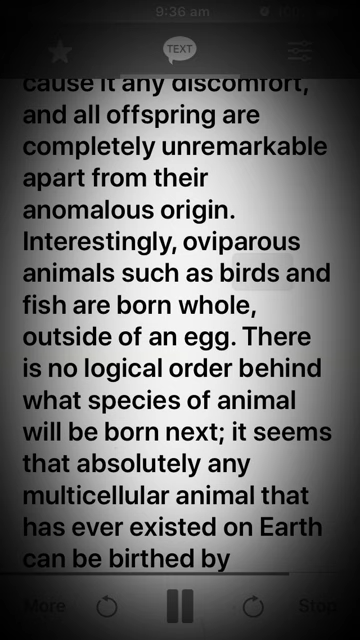 9:36 am
TEXT
cause it any discomfort,
and all offspring are
completely unremarkable
apart from their
anomalous origin.
Interestingly, oviparous
animals such as birds and
fish are born whole,
outside of an egg. There
is no logical order behind
what species of animal
will be born next; it seems
that absolutely any
multicellular animal that
has ever existed on Earth
can be birthed by
More
Stop